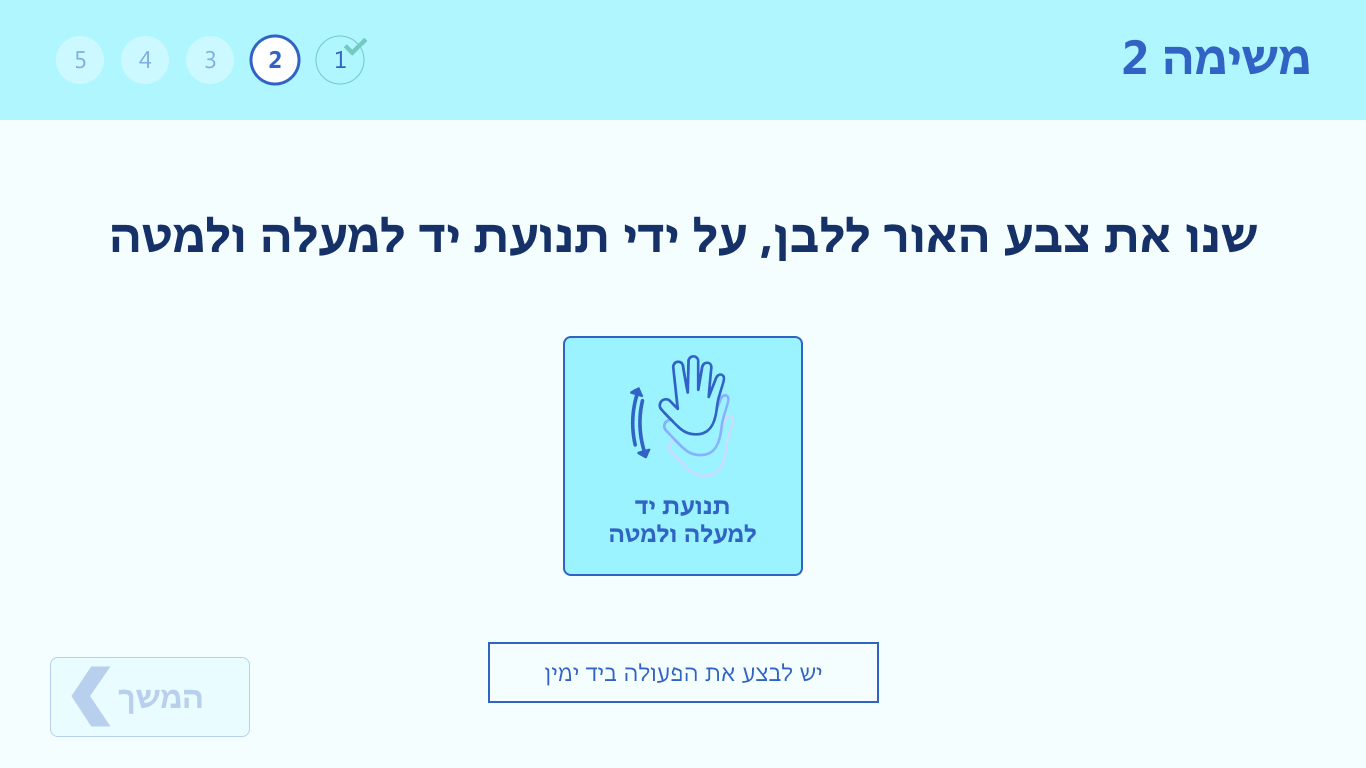 משימה 2
1
2
3
4
5
שנו את צבע האור ללבן, על ידי תנועת יד למעלה ולמטה
תנועת יד
למעלה ולמטה
יש לבצע את הפעולה ביד ימין
המשך